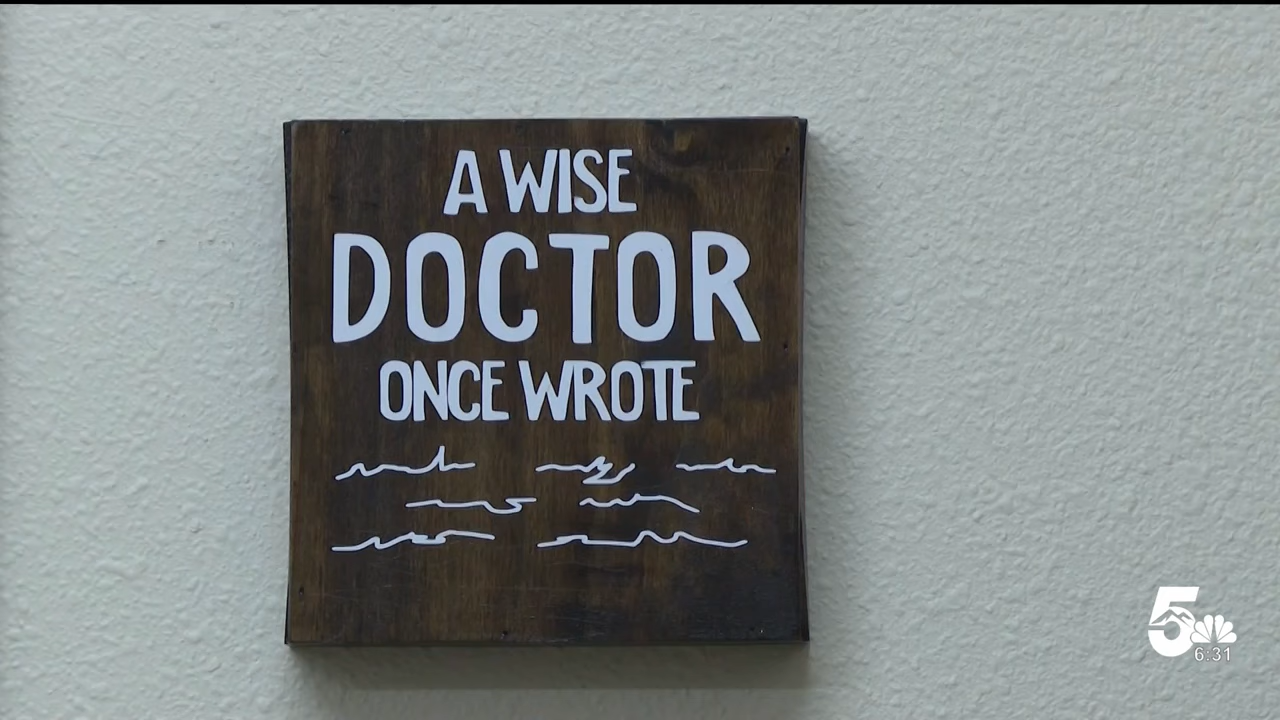 A WISE
DOCTOR
ONCE WROTE
5
6:31